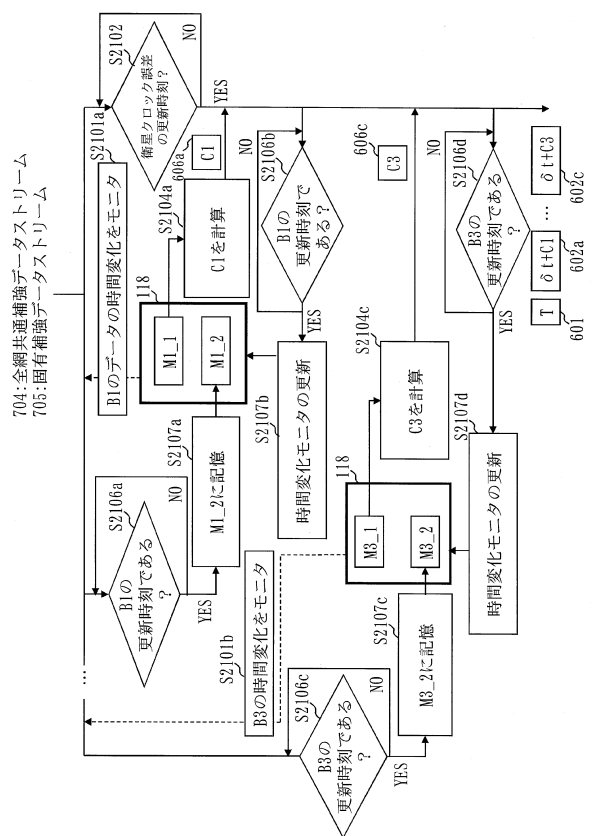 704:全網共通補強データストリーム
705:固有補強データストリーム
S2101a
B1のデータの時間変化をモニタ
S2102
衛星クロック誤差
の更新時刻?
NO
YES
S2106a
B1の
更新時刻である
?
NO
YES
S2107a
M1_2に記憶
118
M1_1
M1_2
S2104a
C1を計算
606a
C1
S2106b
B1の
更新時刻で
ある?
NO
YES
S2107b
時間変化モニタの更新
…
S2101b
B3の時間変化をモニタ
S2106c
B3の
更新時刻である
?
NO
YES
S2107c
M3_2に記憶
118
M3_1
M3_2
S2104c
C3を計算
606c
C3
S2106d
B3の
更新時刻である
?
NO
YES
S2107d
時間変化モニタの更新
T
601
δt+C1
602a
…
δt+C3
602c